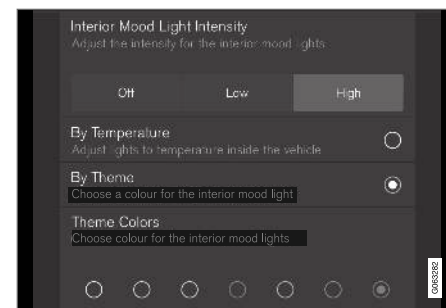 Interior Mood Light Intensity
Adjust the intensity for the interior mood lights
Off Low High
By Temperature
Adjust lights to temperature inside the vehicle
By Theme
Choose a colour for the interior mood light
Theme Colors
Choose colour for the interior mood lights
G063282